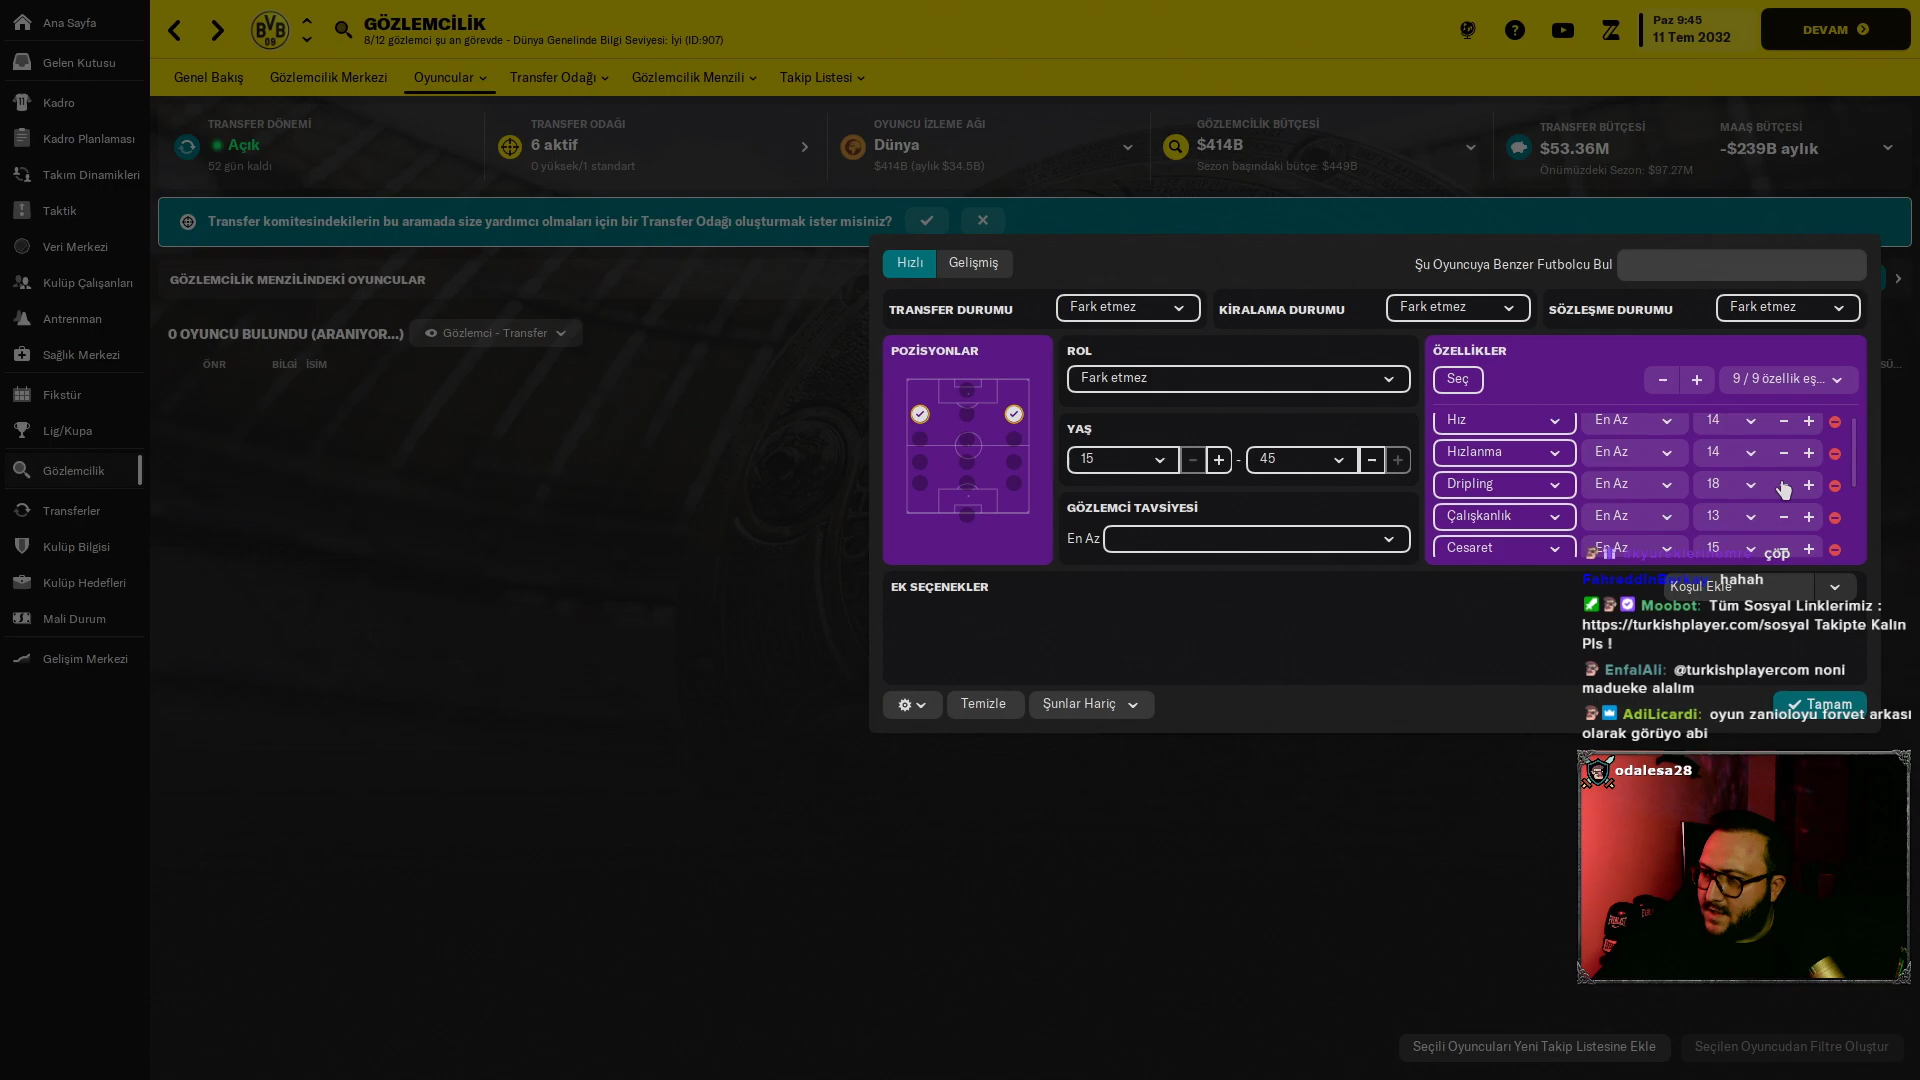 Ana Sayfa
Gelen Kutusu
Kadro
Kadro Planlaması
Takım Dinamikleri
Taktik
Veri Merkezi
Kulüp Çalışanları
Antrenman
Sağlık Merkezi
Fikstür
Lig/Kupa
Gözlemcilik
Transferler
Kulüp Bilgisi
Kulüp Hedefleri
Mali Durum
Gelişim Merkezi
BVB 09
GÖZLEMCİLİK
8/12 gözlemci şu an görevde - Dünya Genelinde Bilgi Seviyesi: İyi (ID:907)
Paz 9:45
11 Tem 2032
DEVAM
Genel Bakış
Gözlemcilik Merkezi
Oyuncular
Transfer Odağı
Gözlemcilik Menzili
Takip Listesi
TRANSFER DÖNEMİ
Açık
52 gün kaldı
TRANSFER ODAĞI
6 aktif
0 yüksek/1 standart
OYUNCU İZLEME AĞI
Dünya
$414B (aylık $34.5B)
GÖZLEMCİLİK BÜTÇESİ
$414B
Sezon başındaki bütçe: $449B
TRANSFER BÜTÇESİ
$53.36M
Önümüzdeki Sezon: $97.27M
MAAŞ BÜTÇESİ
-$239B aylık
Transfer komitesindekilerin bu aramada size yardımcı olmaları için bir Transfer Odağı oluşturmak ister misiniz?
GÖZLEMCİLİK MENZİLİNDEKİ OYUNCULAR
0 OYUNCU BULUNDU (ARANIYOR...)
Gözlemci - Transfer
ÖNR
BİLGİ
İSİM
SÜ...
Hızlı
Gelişmiş
Şu Oyuncuya Benzer Futbolcu Bul
TRANSFER DURUMU
Fark etmez
KİRALAMA DURUMU
Fark etmez
SÖZLEŞME DURUMU
Fark etmez
POZİSYONLAR
ROL
Fark etmez
YAŞ
15
-
45
GÖZLEMCİ TAVSİYESİ
En Az
ÖZELLİKLER
Seç
9 / 9 özellik eş...
Hız En Az 14
Hızlanma En Az 14
Dripling En Az 18
Çalışkanlık En Az 13
Cesaret En Az 15
EK SEÇENEKLER
Koşul Ekle
Temizle
Şunlar Hariç
Tamam
çöp
hahah
Moobot: Tüm Sosyal Linklerimiz :
https://turkishplayer.com/sosyal Takipte Kalın
Pls !
EnfalAli: @turkishplayercom noni
madueke alalım
AdiLicardi: oyun zanioloyu forvet arkası
olarak görüyo abi
odalesa28
Seçili Oyuncuları Yeni Takip Listesine Ekle
Seçilen Oyuncudan Filtre Oluştur